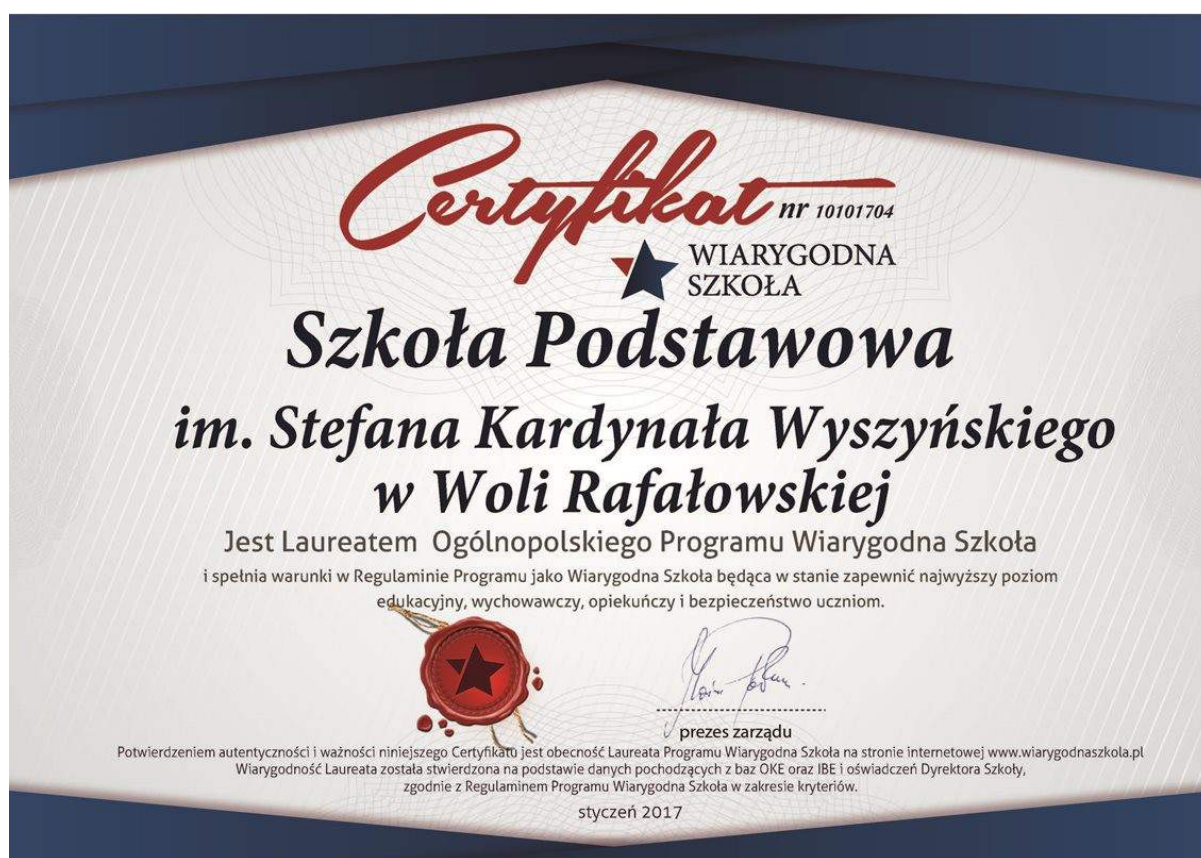 Certyfikat nr 10101704
WIARYGODNA
SZKOŁA
Szkoła Podstawowa
im. Stefana Kardynała Wyszyńskiego
w Woli Rafałowskiej
Jest Laureatem Ogólnopolskiego Programu Wiarygodna Szkoła
i spełnia warunki w Regulaminie Programu jako Wiarygodna Szkoła będąca w stanie zapewnić najwyższy poziom
edukacyjny, wychowawczy, opiekuńczy i bezpieczeństwo uczniom.
prezes zarządu
Potwierdzeniem autentyczności i ważności niniejszego Certyfikatu jest obecność Laureata Programu Wiarygodna Szkoła na stronie internetowej www.wiarygodnaszkola.pl
Wiarygodność Laureata została stwierdzona na podstawie danych pochodzących z baz OKE oraz IBE i oświadczeń Dyrektora Szkoły,
zgodnie z Regulaminem Programu Wiarygodna Szkoła w zakresie kryteriów.
styczeń 2017